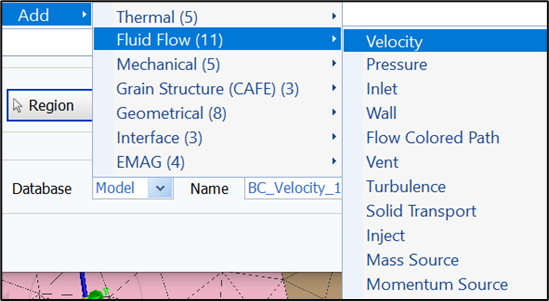 Add
Thermal (5)
Fluid Flow (11)
Mechanical (5)
Grain Structure (CAFE) (3)
Geometrical (8)
Interface (3)
EMAG (4)
Velocity
Pressure
Inlet
Wall
Flow Colored Path
Vent
Turbulence
Solid Transport
Inject
Mass Source
Momentum Source
Region
Database Model Name BC_Velocity_1